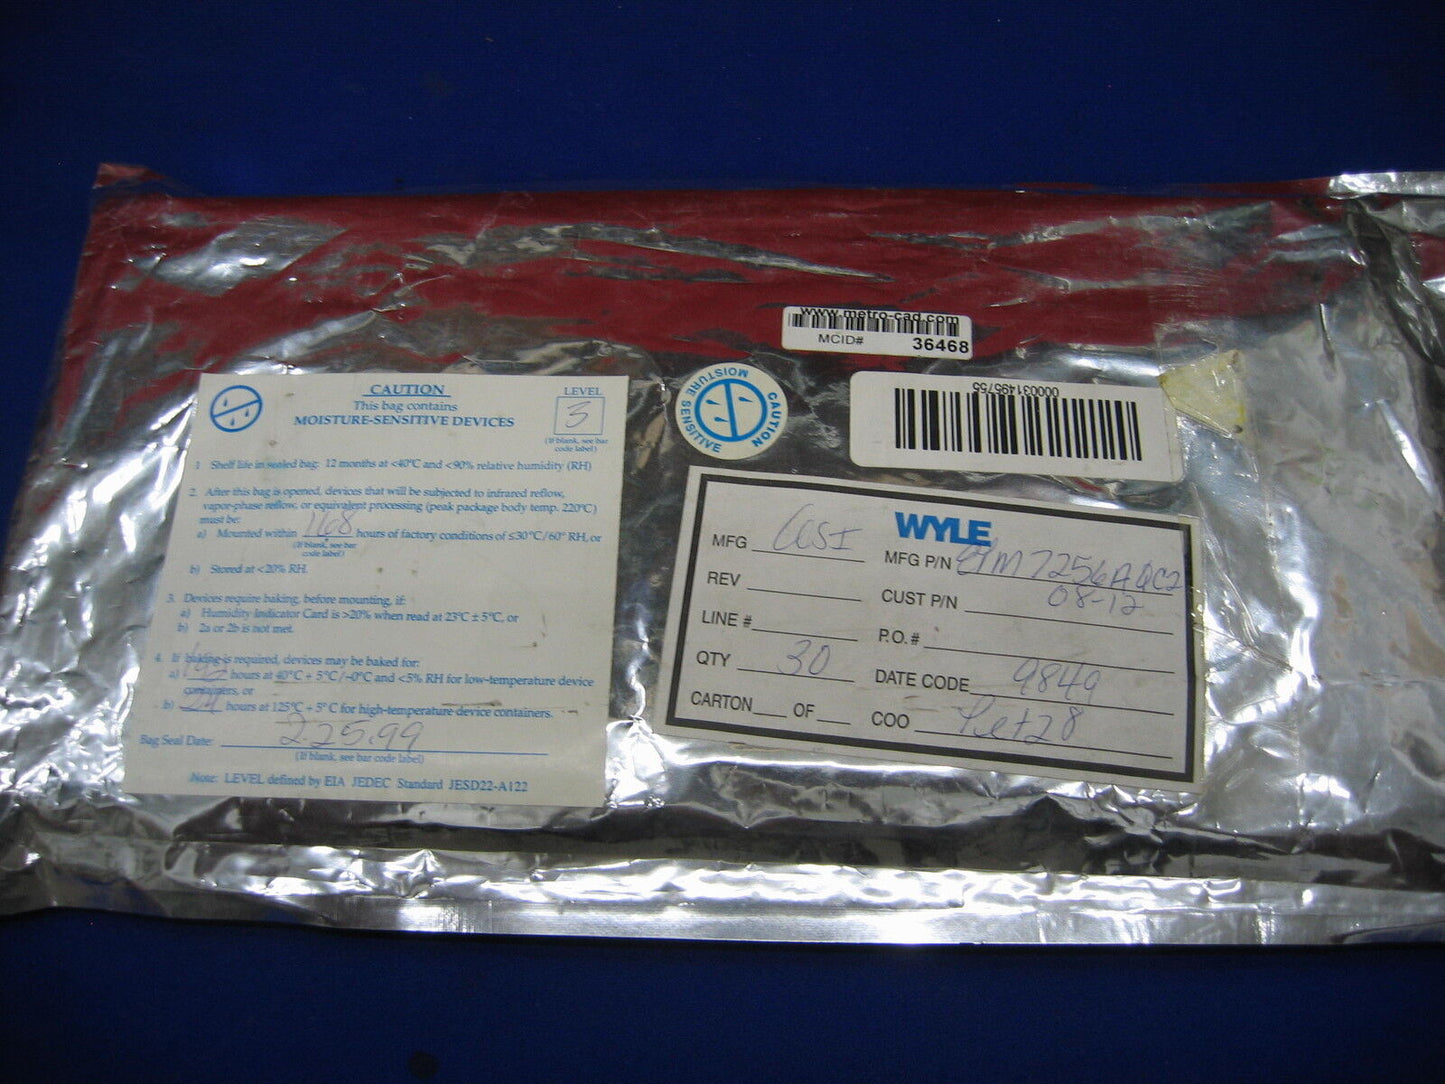 www.metro-cad.com
MCID# 36468
CAUTION
MOISTURE SENSITIVE
000031495755
CAUTION
This bag contains
MOISTURE-SENSITIVE DEVICES
LEVEL
3
(If blank, see bar
code label)
1 Shelf life in sealed bag: 12 months at <40°C and <90% relative humidity (RH)
2. After this bag is opened, devices that will be subjected to infrared reflow,
vapor-phase reflow, or equivalent processing (peak package body temp. 220°C)
must be:
a) Mounted within 168 hours of factory conditions of ≤30°C/60° RH, or
(If blank, see bar
code label)
b) Stored at <20% RH.
3. Devices require baking, before mounting, if:
a) Humidity Indicator Card is >20% when read at 23°C ± 5°C, or
b) 2a or 2b is not met.
4. If baking is required, devices may be baked for:
a) 192 hours at 40°C + 5°C/-0°C and <5% RH for low-temperature device
containers, or
b) 24 hours at 125°C + 5°C for high-temperature device containers.
Bag Seal Date: 2.25.99
(If blank, see bar code label)
Note: LEVEL defined by EIA JEDEC Standard JESD22-A122
WYLE
MFG
MFG P/N 7256AQC2
08-12
REV
CUST P/N
LINE #
P.O. #
QTY 30
DATE CODE 9849
CARTON OF
COO